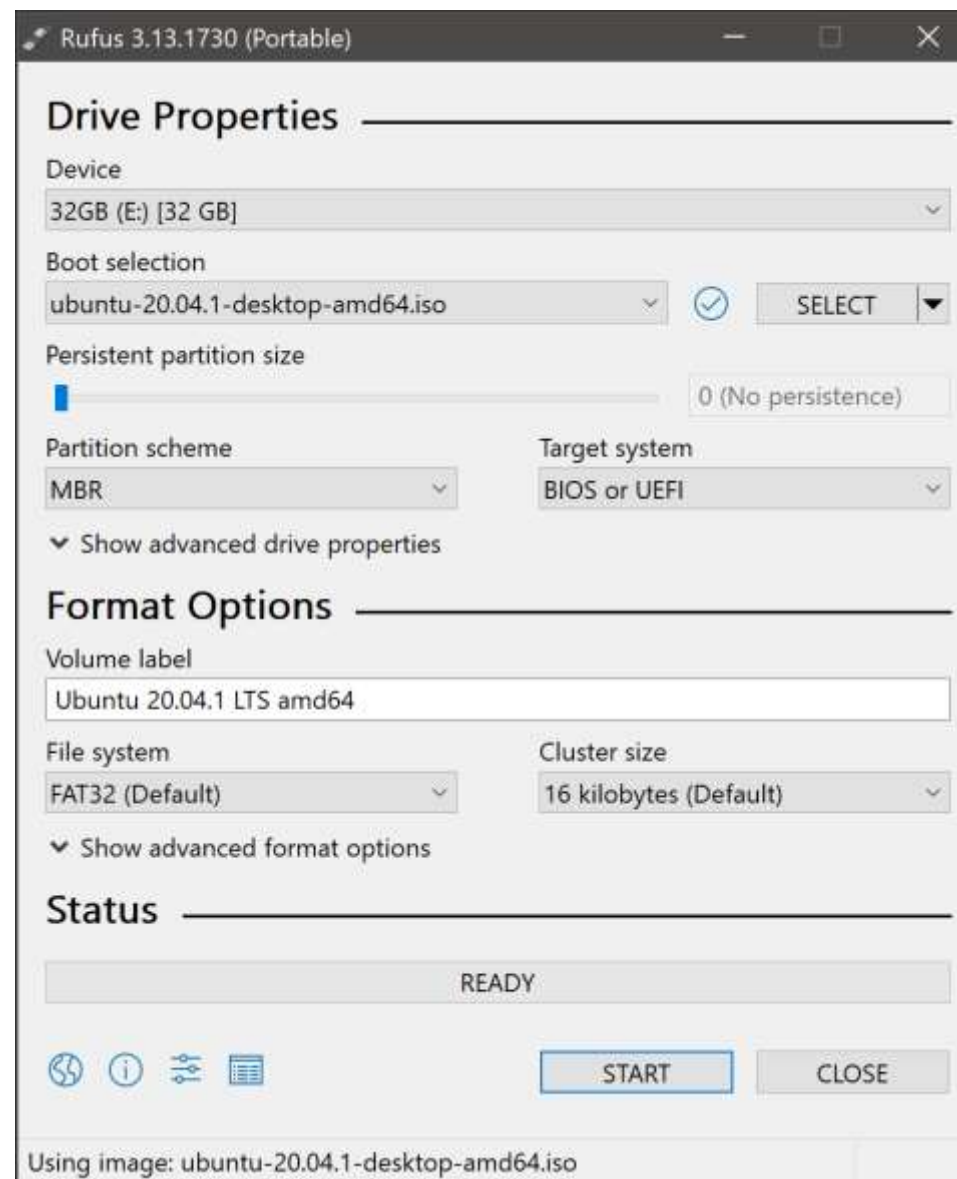 Rufus 3.13.1730 (Portable)
Drive Properties
Device
32GB (E:) [32 GB]
Boot selection
ubuntu-20.04.1-desktop-amd64.iso
SELECT
Persistent partition size
0 (No persistence)
Partition scheme
Target system
MBR
BIOS or UEFI
Show advanced drive properties
Format Options
Volume label
Ubuntu 20.04.1 LTS amd64
File system
Cluster size
FAT32 (Default)
16 kilobytes (Default)
Show advanced format options
Status
READY
START
CLOSE
Using image: ubuntu-20.04.1-desktop-amd64.iso